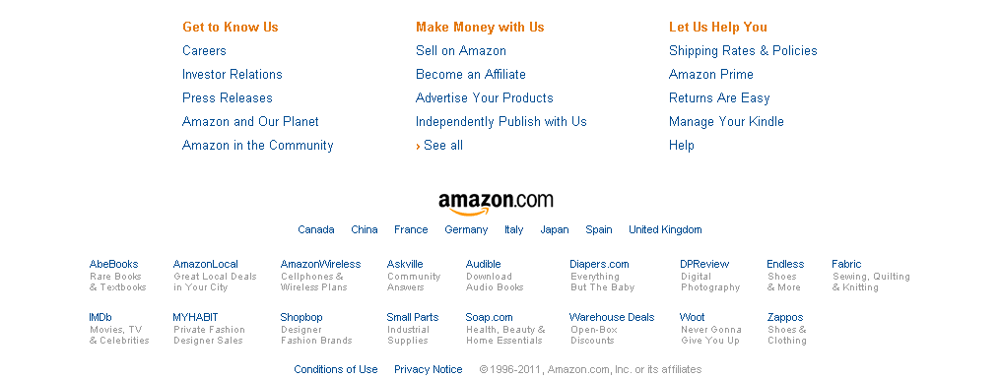 Get to Know Us
Careers
Investor Relations
Press Releases
Amazon and Our Planet
Amazon in the Community
Make Money with Us
Sell on Amazon
Become an Affiliate
Advertise Your Products
Independently Publish with Us
› See all
Let Us Help You
Shipping Rates & Policies
Amazon Prime
Returns Are Easy
Manage Your Kindle
Help
amazon.com
Canada China France Germany Italy Japan Spain United Kingdom
AbeBooks
Rare Books
& Textbooks
AmazonLocal
Great Local Deals
in Your City
AmazonWireless
Cellphones &
Wireless Plans
Askville
Community
Answers
Audible
Download
Audio Books
Diapers.com
Everything
But The Baby
DPReview
Digital
Photography
Endless
Shoes
& More
Fabric
Sewing, Quilting
& Knitting
IMDb
Movies, TV
& Celebrities
MYHABIT
Private Fashion
Designer Sales
Shopbop
Designer
Fashion Brands
Small Parts
Industrial
Supplies
Soap.com
Health, Beauty &
Home Essentials
Warehouse Deals
Open-Box
Discounts
Woot
Never Gonna
Give You Up
Zappos
Shoes &
Clothing
Conditions of Use Privacy Notice © 1996-2011, Amazon.com, Inc. or its affiliates